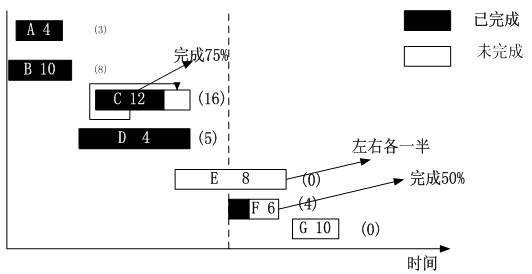 A 4 (3)
已完成
B 10 (8)
完成75%
未完成
C 12 (16)
D 4 (5)
左右各一半
E 8 (0)
完成50%
F 6 (4)
G 10 (0)
时间